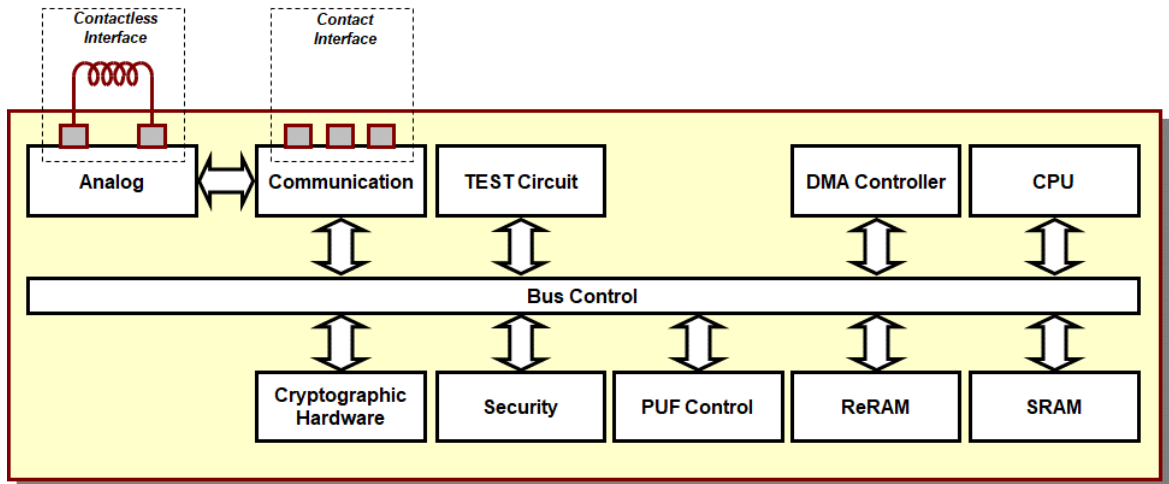 Contactless
Interface
Contact
Interface
Analog
Communication
TEST Circuit
DMA Controller
CPU
Bus Control
Cryptographic
Hardware
Security
PUF Control
ReRAM
SRAM